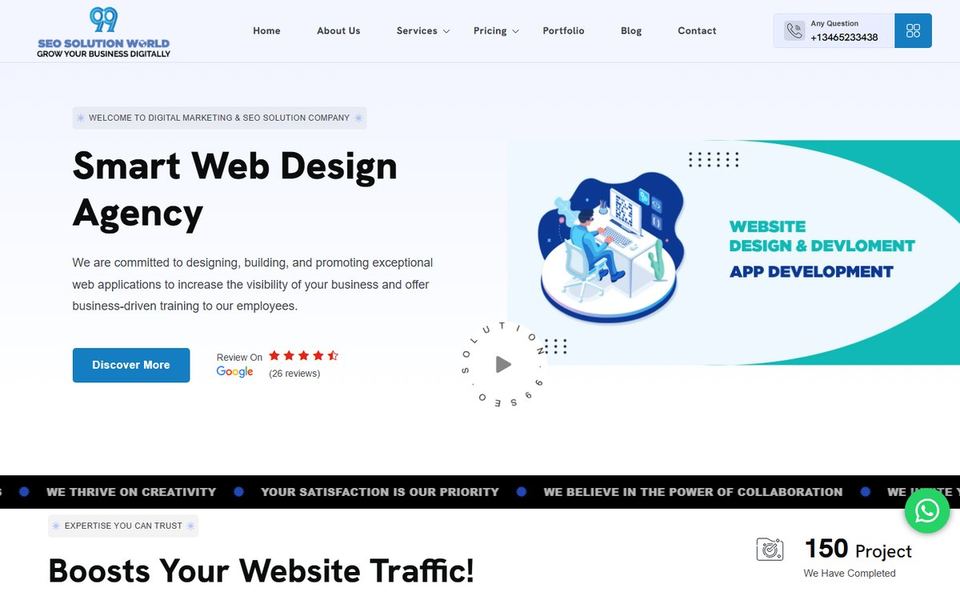 99
SEO SOLUTION WORLD
GROW YOUR BUSINESS DIGITALLY
Home
About Us
Services
Pricing
Portfolio
Blog
Contact
Any Question
+13465233438
WELCOME TO DIGITAL MARKETING & SEO SOLUTION COMPANY
Smart Web Design
Agency
We are committed to designing, building, and promoting exceptional
web applications to increase the visibility of your business and offer
business-driven training to our employees.
Discover More
Review On
Google
(26 reviews)
WEBSITE
DESIGN & DEVLOMENT
APP DEVELOPMENT
99SEO · SOLUTION ·
WE THRIVE ON CREATIVITY
YOUR SATISFACTION IS OUR PRIORITY
WE BELIEVE IN THE POWER OF COLLABORATION
WE
EXPERTISE YOU CAN TRUST
Boosts Your Website Traffic!
150 Project
We Have Completed